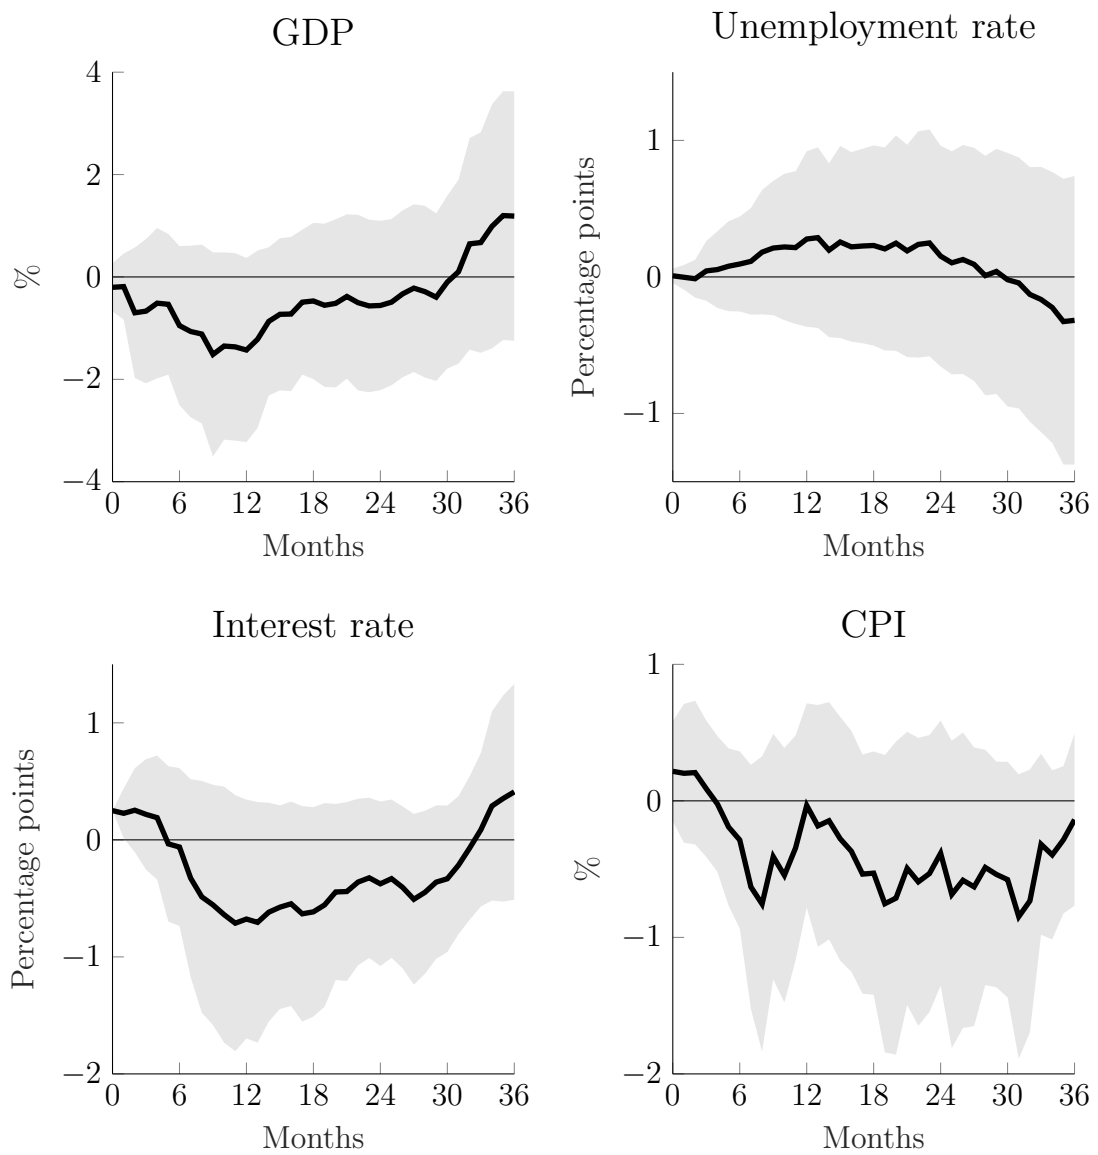 GDP
4
2
0
−2
−4
%
0 6 12 18 24 30 36
Months
Unemployment rate
1
0
−1
Percentage points
0 6 12 18 24 30 36
Months
Interest rate
1
0
−1
−2
Percentage points
0 6 12 18 24 30 36
Months
CPI
1
0
−1
−2
%
0 6 12 18 24 30 36
Months